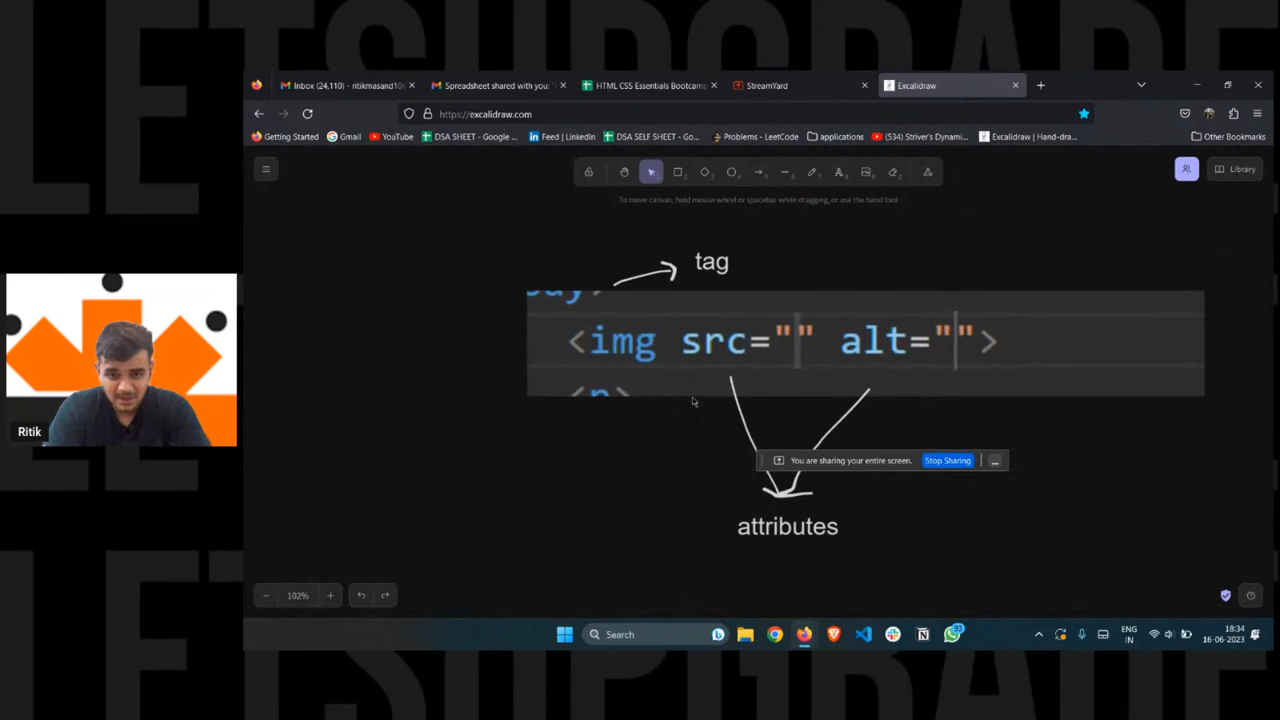 LETSUPGRADE
Inbox (24,110) - ritikmasand10
Spreadsheet shared with you: "
HTML CSS Essentials Bootcamp
StreamYard
Excalidraw
https://excalidraw.com
Getting Started
Gmail
YouTube
DSA SHEET - Google ...
Feed | LinkedIn
DSA SELF SHEET - Go...
Problems - LeetCode
applications
(534) Striver's Dynami...
Excalidraw | Hand-dra...
Other Bookmarks
Library
To move canvas, hold mouse wheel or spacebar while dragging, or use the hand tool
tag
<img src="" alt="">
Ritik
You are sharing your entire screen.
Stop Sharing
attributes
102%
Search
93
ENG
IN
18:34
16-06-2023
LETSUPGRADE